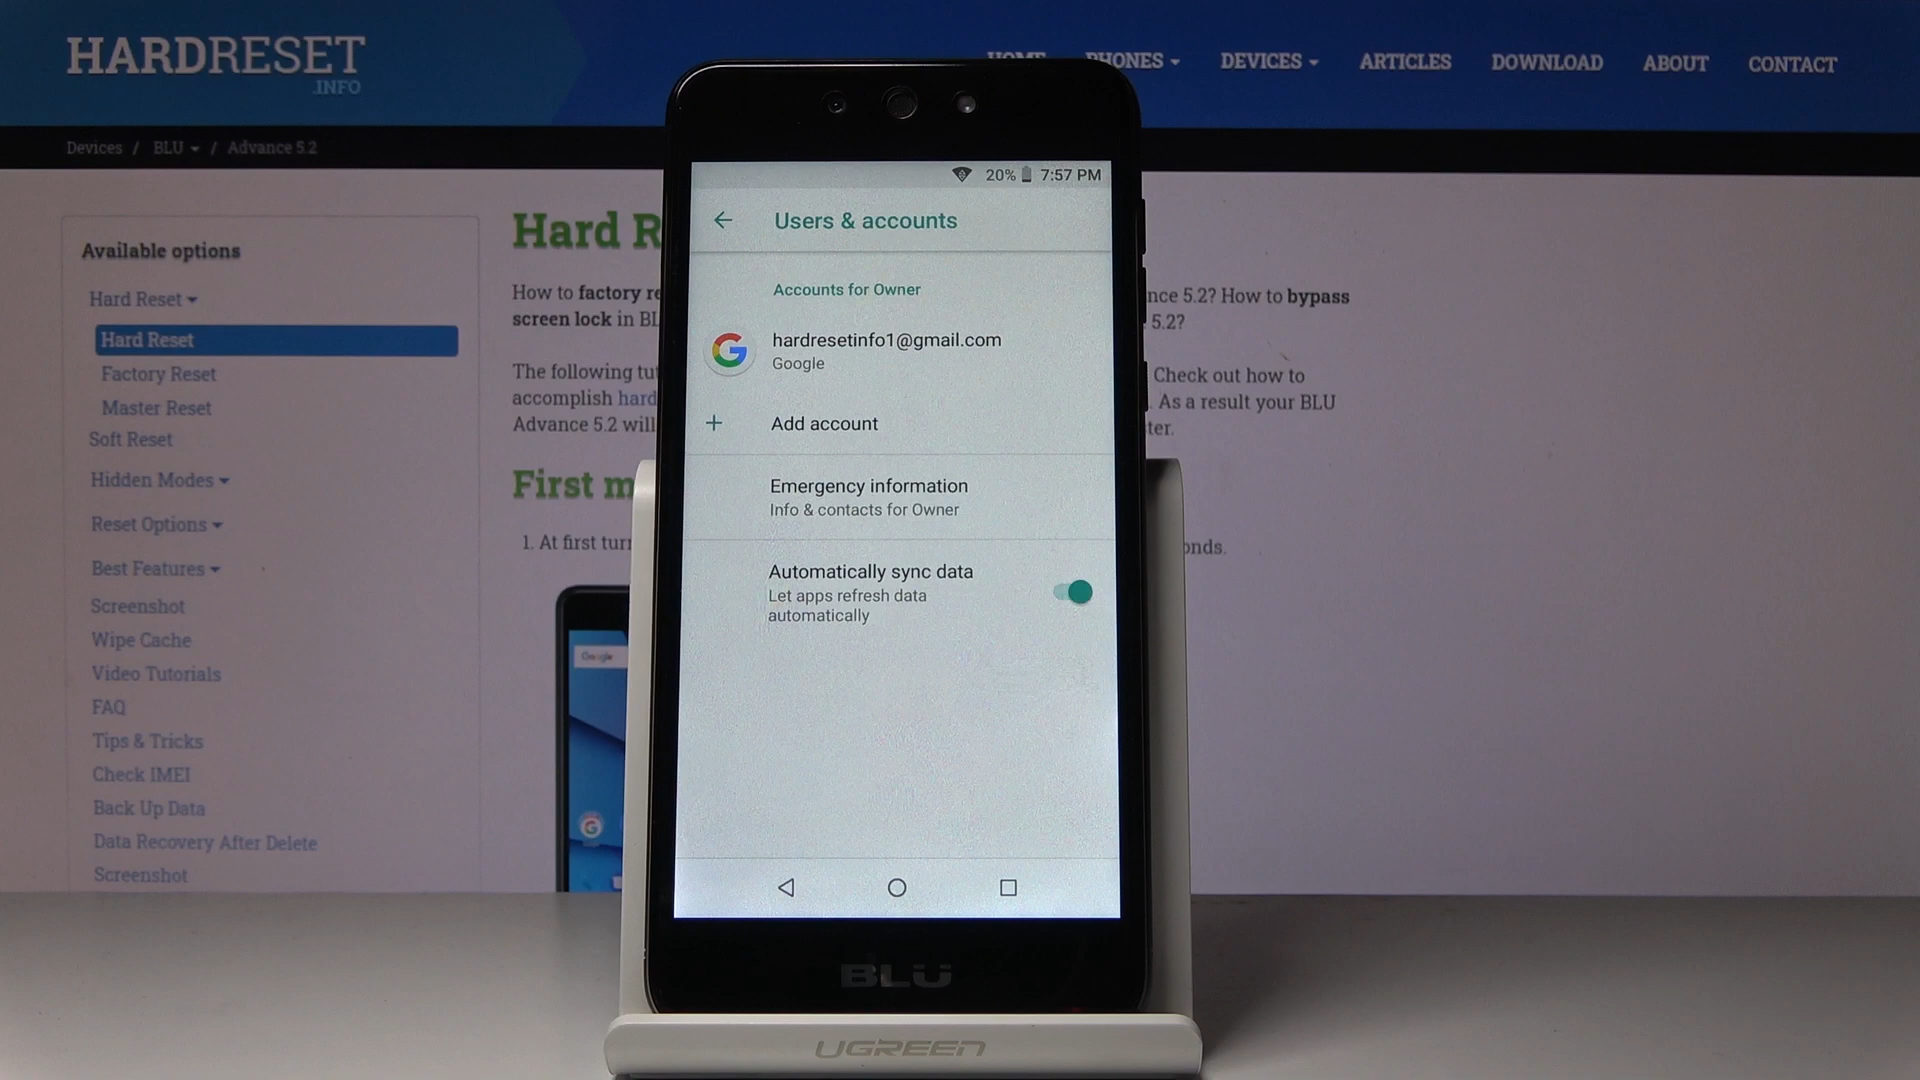 HARDRESET
.INFO
HOME PHONES DEVICES ARTICLES DOWNLOAD ABOUT CONTACT
Devices / BLU / Advance 5.2
Available options
Hard Reset
Hard Reset
Factory Reset
Master Reset
Soft Reset
Hidden Modes
Reset Options
Best Features
Screenshot
Wipe Cache
Video Tutorials
FAQ
Tips & Tricks
Check IMEI
Back Up Data
Data Recovery After Delete
Screenshot
Hard R
How to factory re
nce 5.2? How to bypass
screen lock in BL
5.2?
The following tut
Check out how to
accomplish hard
. As a result your BLU
Advance 5.2 will
ter.
First m
1. At first turn
onds.
Google
20% 7:57 PM
Users & accounts
Accounts for Owner
hardresetinfo1@gmail.com
Google
Add account
Emergency information
Info & contacts for Owner
Automatically sync data
Let apps refresh data
automatically
BLU
UGREEN